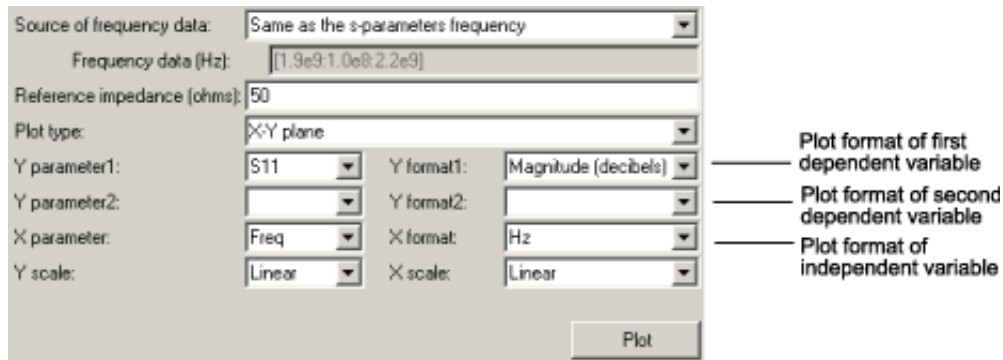 Source of frequency data: Same as the s-parameters frequency
Frequency data (Hz): [1.9e9:1.0e8:2.2e9]
Reference impedance (ohms): 50
Plot type: X-Y plane
Y parameter1: S11 Y format1: Magnitude (decibels)
Y parameter2: Y format2:
X parameter: Freq X format: Hz
Y scale: Linear X scale: Linear
Plot
Plot format of first
dependent variable
Plot format of second
dependent variable
Plot format of
independent variable